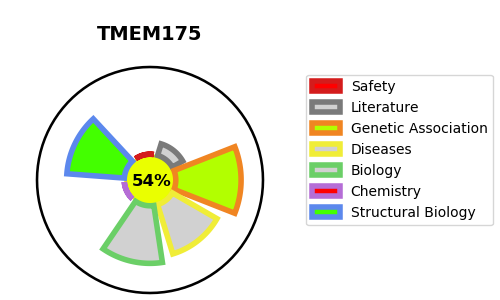 TMEM175
54%
Safety
Literature
Genetic Association
Diseases
Biology
Chemistry
Structural Biology